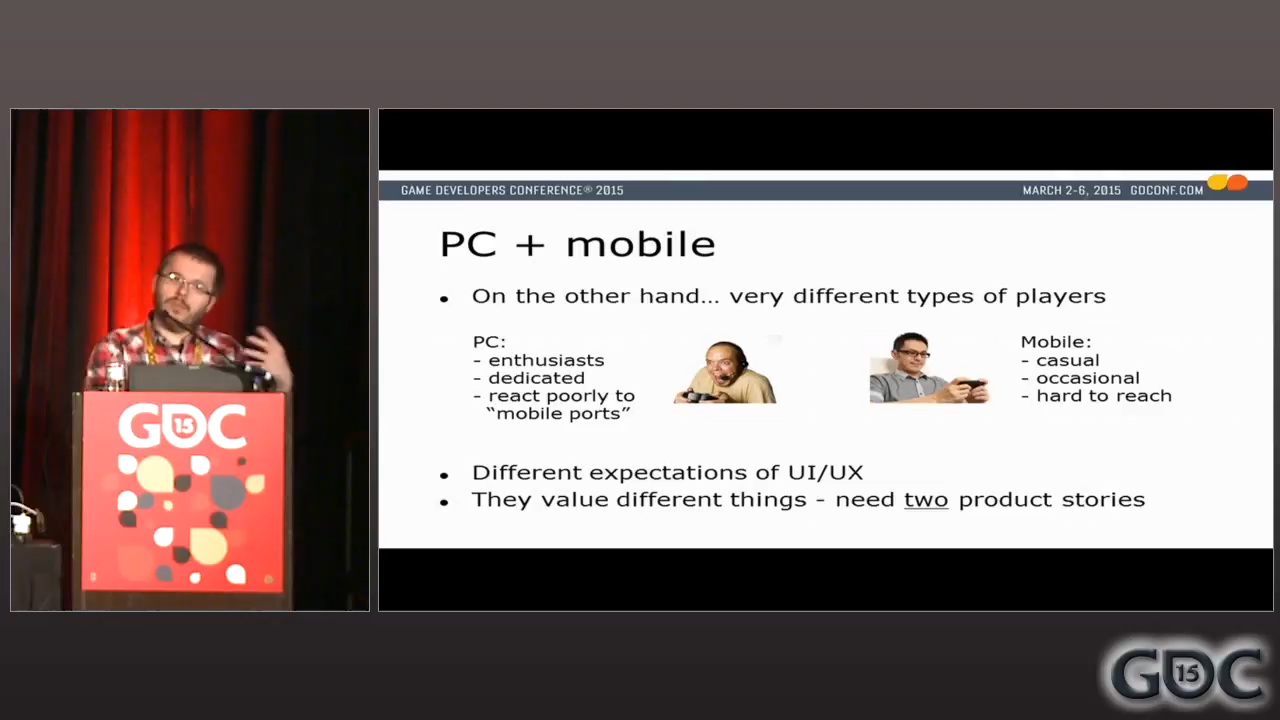 GAME DEVELOPERS CONFERENCE® 2015
MARCH 2-6, 2015 GDCONF.COM
PC + mobile
• On the other hand... very different types of players
PC:
- enthusiasts
- dedicated
- react poorly to
"mobile ports"
Mobile:
- casual
- occasional
- hard to reach
• Different expectations of UI/UX
• They value different things - need two product stories
GDC
15
GDC
15